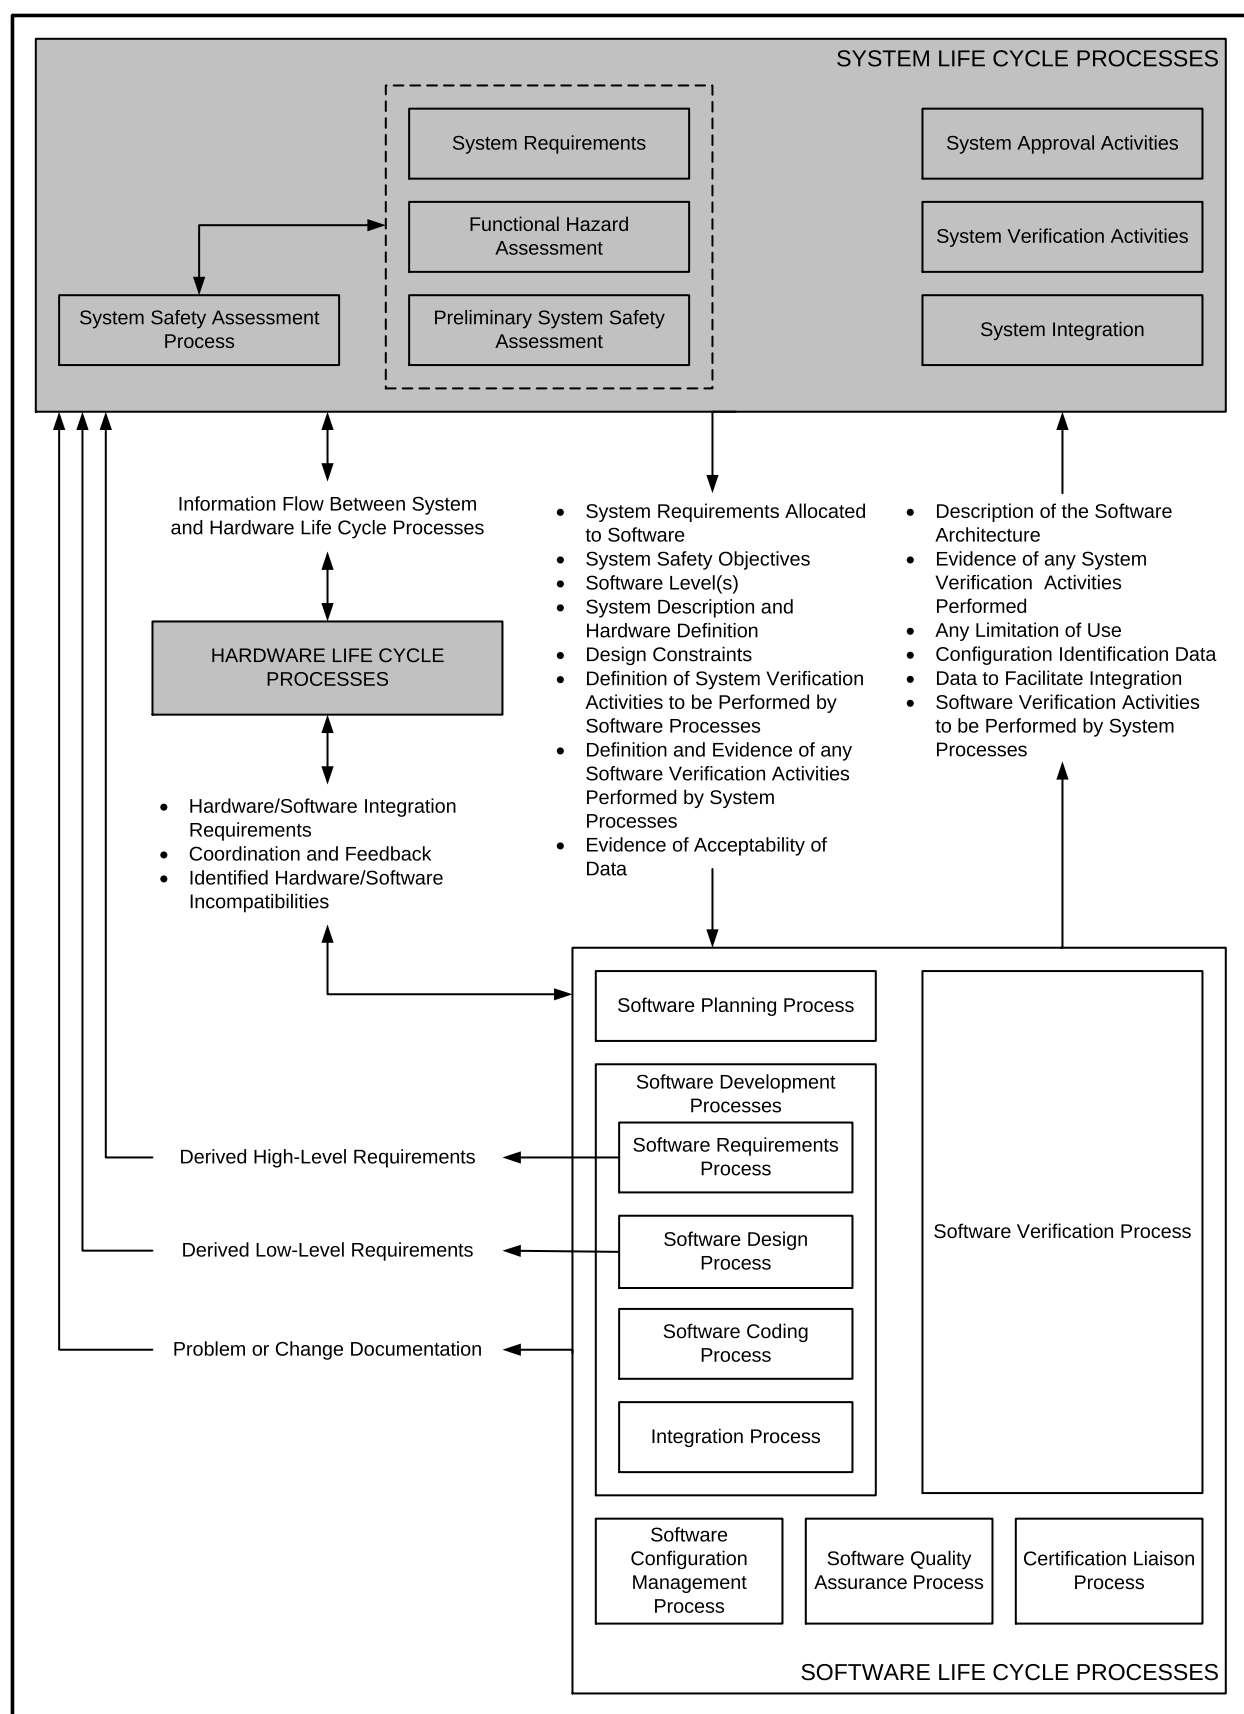 SYSTEM LIFE CYCLE PROCESSES
System Requirements
System Approval Activities
Functional Hazard
Assessment
System Verification Activities
System Safety Assessment
Process
Preliminary System Safety
Assessment
System Integration
Information Flow Between System
and Hardware Life Cycle Processes
HARDWARE LIFE CYCLE
PROCESSES
• Hardware/Software Integration
Requirements
• Coordination and Feedback
• Identified Hardware/Software
Incompatibilities
• System Requirements Allocated
to Software
• System Safety Objectives
• Software Level(s)
• System Description and
Hardware Definition
• Design Constraints
• Definition of System Verification
Activities to be Performed by
Software Processes
• Definition and Evidence of any
Software Verification Activities
Performed by System
Processes
• Evidence of Acceptability of
Data
• Description of the Software
Architecture
• Evidence of any System
Verification Activities
Performed
• Any Limitation of Use
• Configuration Identification Data
• Data to Facilitate Integration
• Software Verification Activities
to be Performed by System
Processes
Software Planning Process
Software Development
Processes
Software Requirements
Process
Derived High-Level Requirements
Software Design
Process
Derived Low-Level Requirements
Software Coding
Process
Problem or Change Documentation
Integration Process
Software Verification Process
Software
Configuration
Management
Process
Software Quality
Assurance Process
Certification Liaison
Process
SOFTWARE LIFE CYCLE PROCESSES